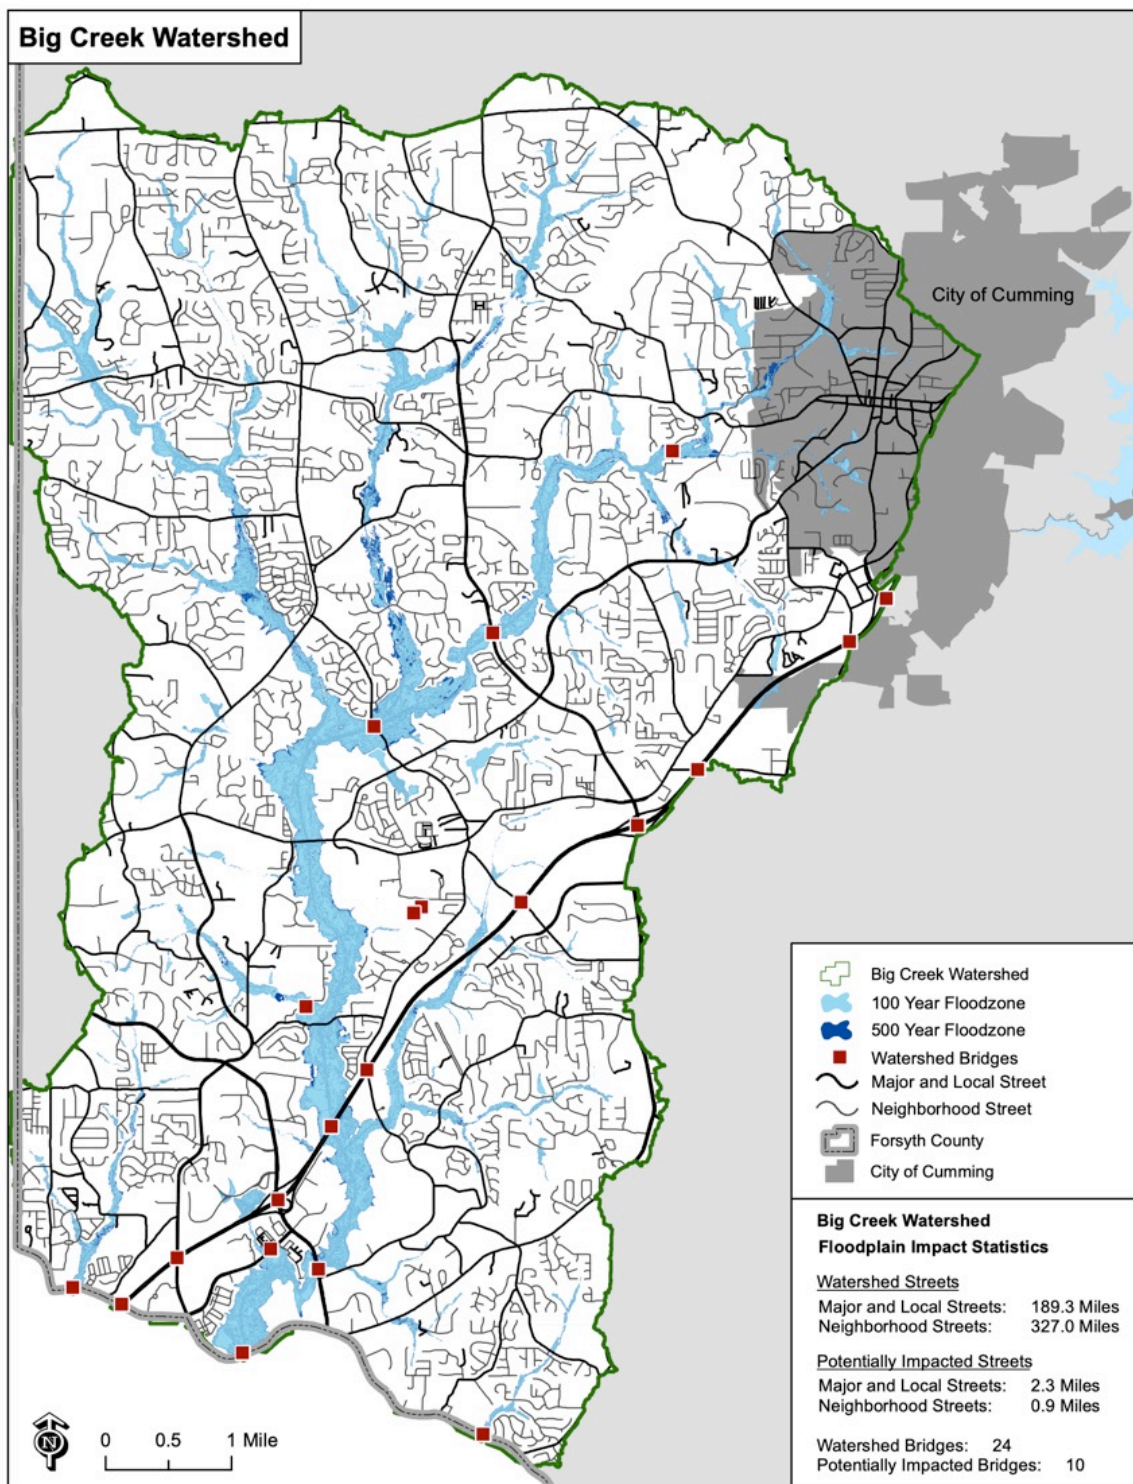 Big Creek Watershed
City of Cumming
Big Creek Watershed
100 Year Floodzone
500 Year Floodzone
Watershed Bridges
Major and Local Street
Neighborhood Street
Forsyth County
City of Cumming
Big Creek Watershed
Floodplain Impact Statistics
Watershed Streets
Major and Local Streets: 189.3 Miles
Neighborhood Streets: 327.0 Miles
Potentially Impacted Streets
Major and Local Streets: 2.3 Miles
Neighborhood Streets: 0.9 Miles
Watershed Bridges: 24
Potentially Impacted Bridges: 10
N
0 0.5 1 Mile